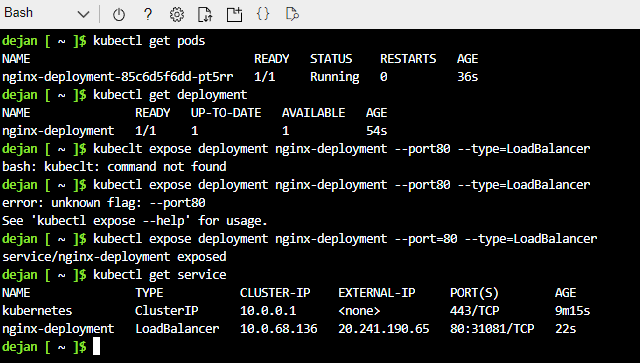 Bash
dejan [ ~ ]$ kubectl get pods
NAME READY STATUS RESTARTS AGE
nginx-deployment-85c6d5f6dd-pt5rr 1/1 Running 0 36s
dejan [ ~ ]$ kubectl get deployment
NAME READY UP-TO-DATE AVAILABLE AGE
nginx-deployment 1/1 1 1 54s
dejan [ ~ ]$ kubeclt expose deployment nginx-deployment --port80 --type=LoadBalancer
bash: kubeclt: command not found
dejan [ ~ ]$ kubectl expose deployment nginx-deployment --port80 --type=LoadBalancer
error: unknown flag: --port80
See 'kubectl expose --help' for usage.
dejan [ ~ ]$ kubectl expose deployment nginx-deployment --port=80 --type=LoadBalancer
service/nginx-deployment exposed
dejan [ ~ ]$ kubectl get service
NAME TYPE CLUSTER-IP EXTERNAL-IP PORT(S) AGE
kubernetes ClusterIP 10.0.0.1 <none> 443/TCP 9m15s
nginx-deployment LoadBalancer 10.0.68.136 20.241.190.65 80:31081/TCP 22s
dejan [ ~ ]$